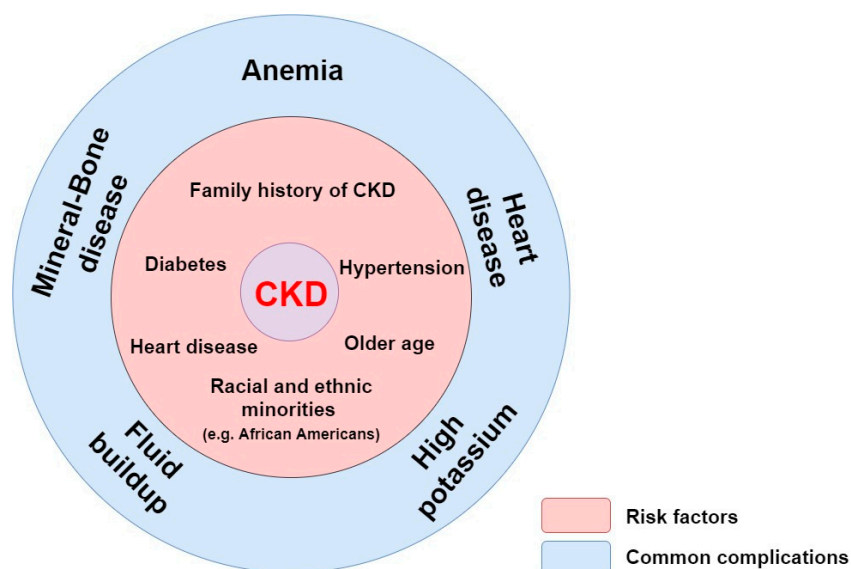 Anemia
Mineral-Bone
disease
Heart
disease
Family history of CKD
Diabetes
Hypertension
CKD
Heart disease
Older age
Racial and ethnic
minorities
(e.g. African Americans)
Fluid
buildup
High
potassium
Risk factors
Common complications